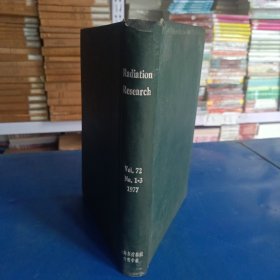 Radiation
Research
Vol. 72
No. 1-3
1977